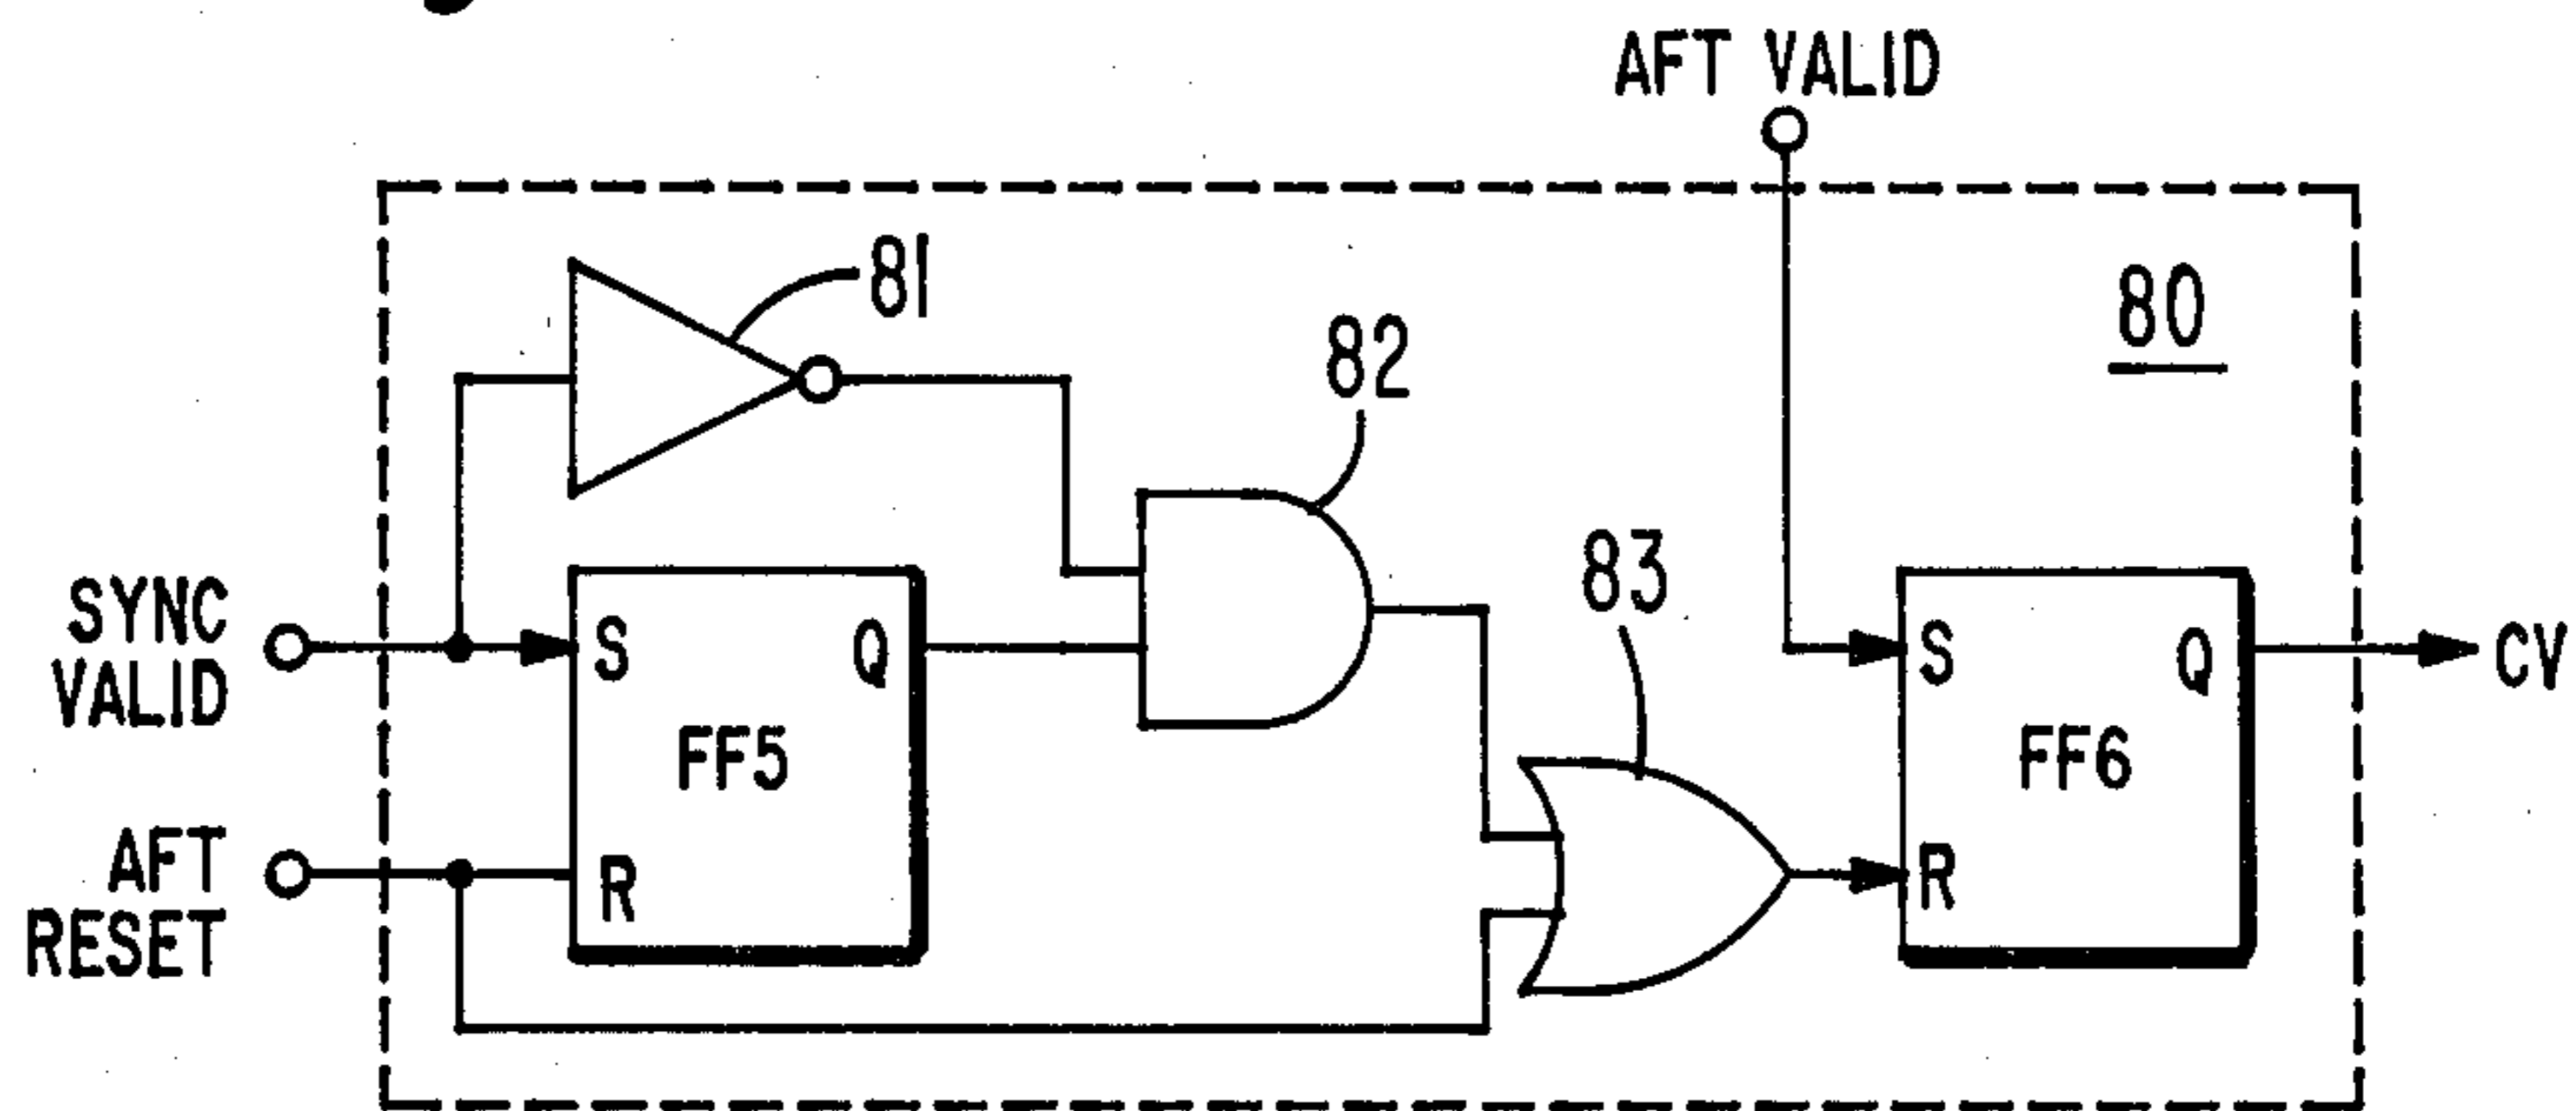 AFT VALID
81
80
82
83
SYNC
VALID
S
Q
FF5
S
Q
CV
FF6
AFT
RESET
R
R